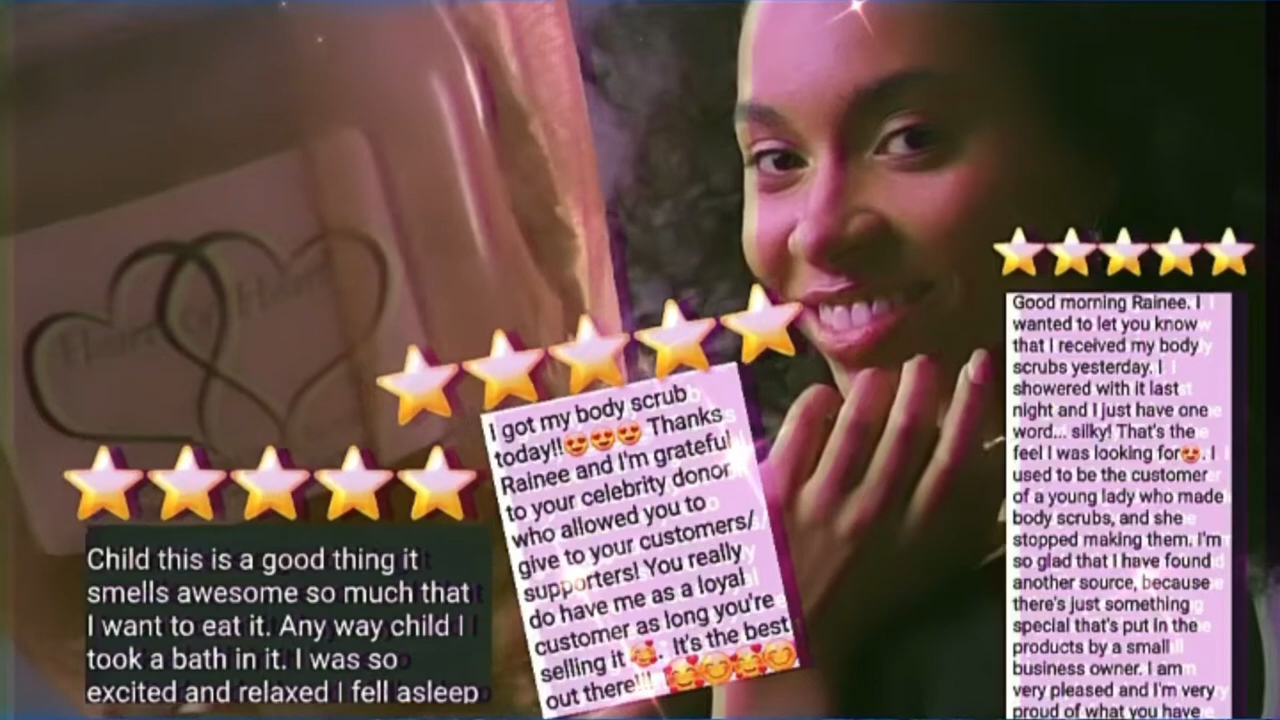 Child this is a good thing it
smells awesome so much that
I want to eat it. Any way child I
took a bath in it. I was so
excited and relaxed I fell asleep
I got my body scrub
today!!😍😍😍 Thanks
Rainee and I'm grateful
to your celebrity donor
who allowed you to
give to your customers/
supporters! You really
do have me as a loyal
customer as long you're
selling it 🥰. It's the best
out there!!! 🥰😊🥰😊
Good morning Rainee. I
wanted to let you know
that I received my body
scrubs yesterday. I
showered with it last
night and I just have one
word... silky! That's the
feel I was looking for😍. I
used to be the customer
of a young lady who made
body scrubs, and she
stopped making them. I'm
so glad that I have found
another source, because
there's just something
special that's put in the
products by a small
business owner. I am
very pleased and I'm very
proud of what you have